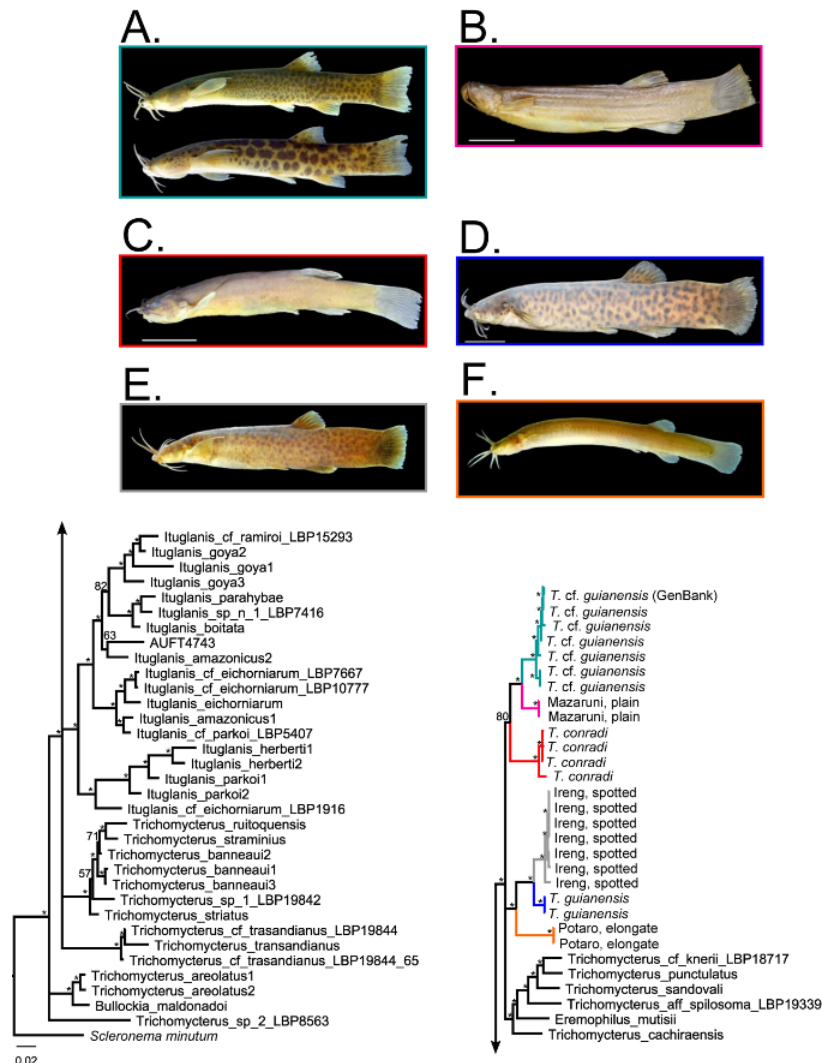 A.
B.
C.
D.
E.
F.
Ituglanis_cf_ramiroi_LBP15293
Ituglanis_goya2
Ituglanis_goya1
Ituglanis_goya3
82
Ituglanis_parahybae
Ituglanis_sp_n_1_LBP7416
Ituglanis_boitata
63
AUFT4743
Ituglanis_amazonicus2
Ituglanis_cf_eichorniarum_LBP7667
Ituglanis_cf_eichorniarum_LBP10777
Ituglanis_eichorniarum
Ituglanis_amazonicus1
Ituglanis_cf_parkoi_LBP5407
Ituglanis_herberti1
Ituglanis_herberti2
Ituglanis_parkoi1
Ituglanis_parkoi2
Ituglanis_cf_eichorniarum_LBP1916
Trichomycterus_ruitoquensis
71
Trichomycterus_straminius
Trichomycterus_banneaui2
Trichomycterus_banneaui1
57
Trichomycterus_banneaui3
Trichomycterus_sp_1_LBP19842
Trichomycterus_striatus
Trichomycterus_cf_trasandianus_LBP19844
Trichomycterus_transandianus
Trichomycterus_cf_trasandianus_LBP19844_65
Trichomycterus_areolatus1
Trichomycterus_areolatus2
Bullockia_maldonadoi
Trichomycterus_sp_2_LBP8563
Scleronema minutum
0.02
T. cf. guianensis (GenBank)
T. cf. guianensis
T. cf. guianensis
T. cf. guianensis
T. cf. guianensis
T. cf. guianensis
T. cf. guianensis
Mazaruni, plain
80
Mazaruni, plain
T. conradi
T. conradi
T. conradi
T. conradi
Ireng, spotted
Ireng, spotted
Ireng, spotted
Ireng, spotted
Ireng, spotted
Ireng, spotted
Ireng, spotted
T. guianensis
T. guianensis
Potaro, elongate
Potaro, elongate
Trichomycterus_cf_knerii_LBP18717
Trichomycterus_punctulatus
Trichomycterus_sandovali
Trichomycterus_aff_spilosoma_LBP19339
Eremophilus_mutisii
Trichomycterus_cachiraensis